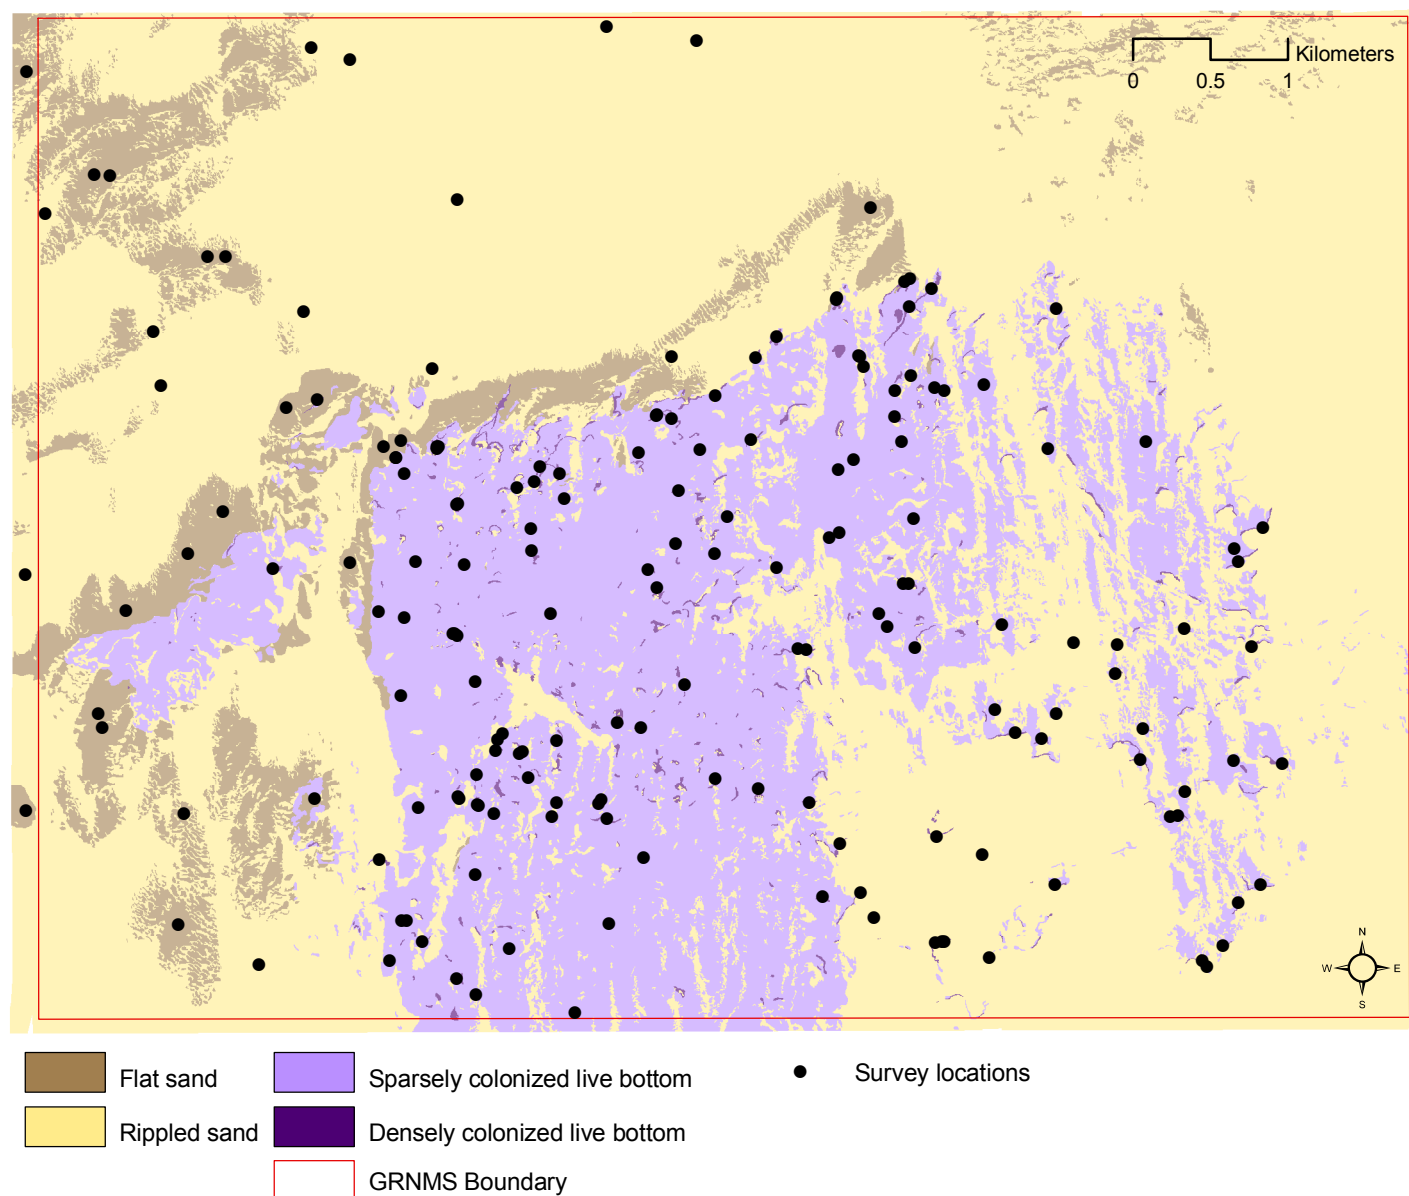 Kilometers
0 0.5 1
N
W E
S
Flat sand
Sparsely colonized live bottom
Survey locations
Rippled sand
Densely colonized live bottom
GRNMS Boundary